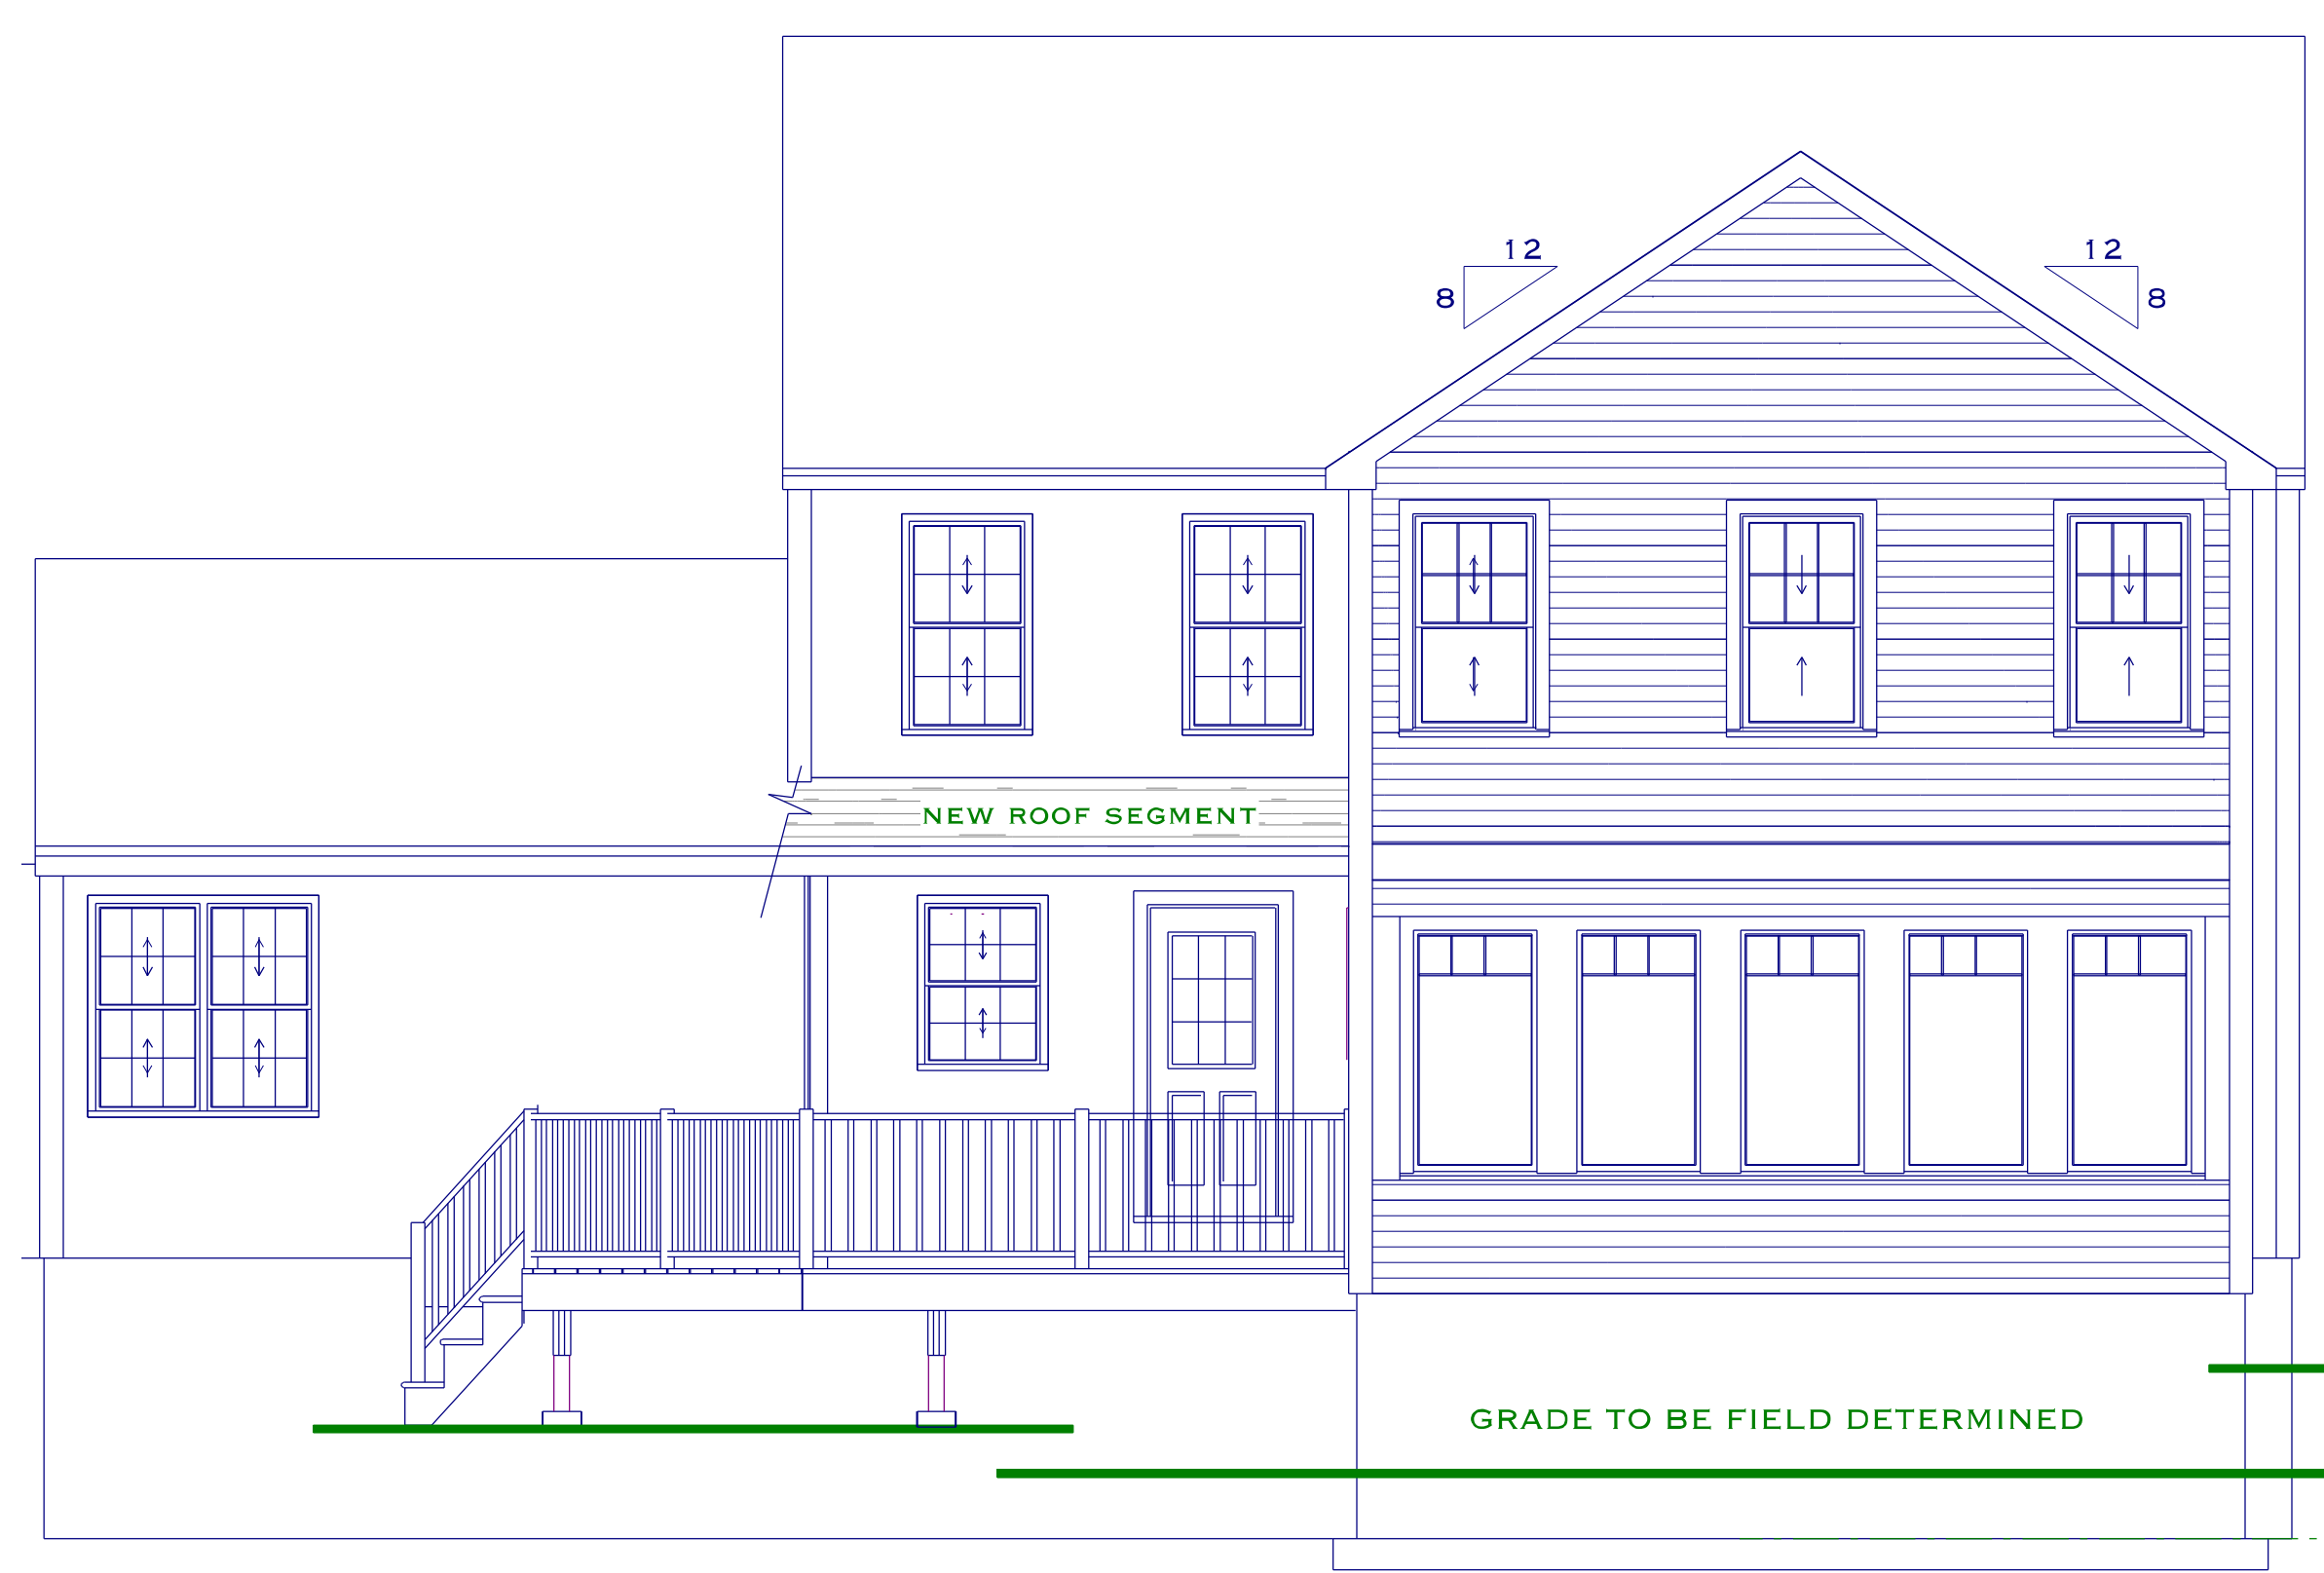 12
12
8
8
NEW ROOF SEGMENT
GRADE TO BE FIELD DETERMINED